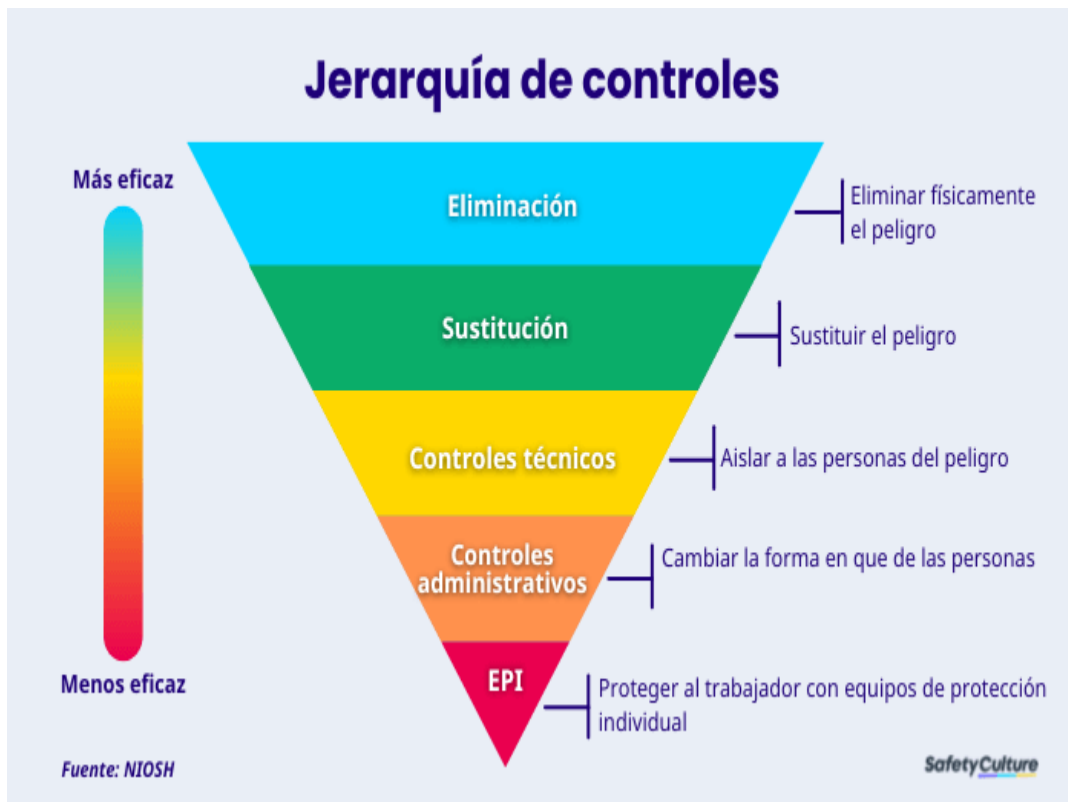 Jerarquía de controles
Más eficaz
Menos eficaz
Eliminación
Eliminar físicamente
el peligro
Sustitución
Sustituir el peligro
Controles técnicos
Aislar a las personas del peligro
Controles
administrativos
Cambiar la forma en que de las personas
EPI
Proteger al trabajador con equipos de protección
individual
Fuente: NIOSH
SafetyCulture